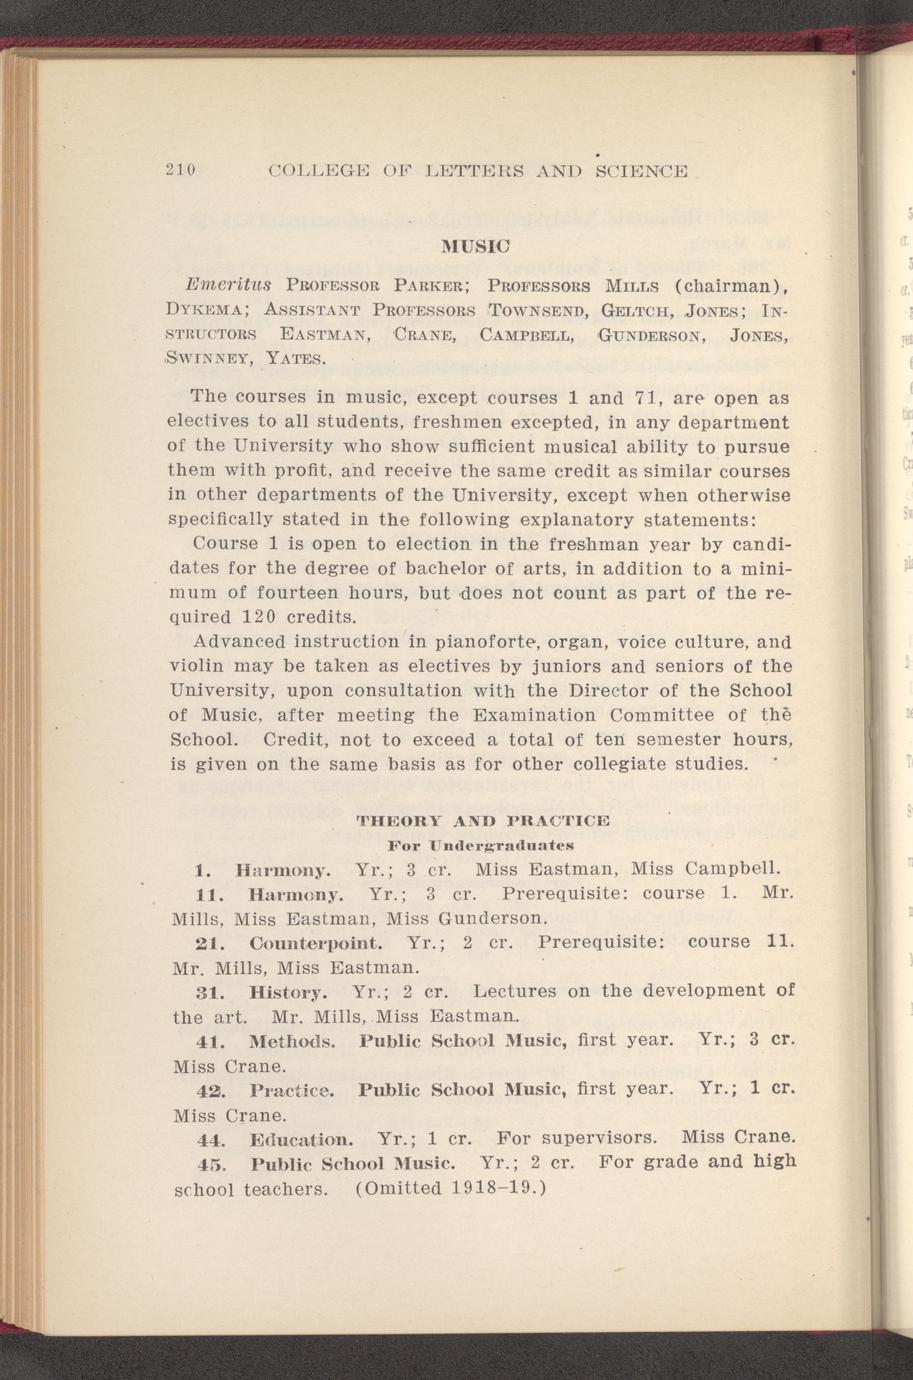 210 COLLEGE OF LETTERS AND SCIENCE
MUSIC
Emeritus PROFESSOR PARKER; PROFESSORS MILLS (chairman),
DYKEMA; ASSISTANT PROFESSORS TOWNSEND, GELTCH, JONES; IN-
STRUCTORS EASTMAN, CRANE, CAMPBELL, GUNDERSON, JONES,
SWINNEY, YATES.
The courses in music, except courses 1 and 71, are open as
electives to all students, freshmen excepted, in any department
of the University who show sufficient musical ability to pursue
them with profit, and receive the same credit as similar courses
in other departments of the University, except when otherwise
specifically stated in the following explanatory statements:
Course 1 is open to election in the freshman year by candi-
dates for the degree of bachelor of arts, in addition to a mini-
mum of fourteen hours, but does not count as part of the re-
quired 120 credits.
Advanced instruction in pianoforte, organ, voice culture, and
violin may be taken as electives by juniors and seniors of the
University, upon consultation with the Director of the School
of Music, after meeting the Examination Committee of the
School. Credit, not to exceed a total of ten semester hours,
is given on the same basis as for other collegiate studies.
THEORY AND PRACTICE
For Undergraduates
1. Harmony. Yr.; 3 cr. Miss Eastman, Miss Campbell.
11. Harmony. Yr.; 3 cr. Prerequisite: course 1. Mr.
Mills, Miss Eastman, Miss Gunderson.
21. Counterpoint. Yr.; 2 cr. Prerequisite: course 11.
Mr. Mills, Miss Eastman.
31. History. Yr.; 2 cr. Lectures on the development of
the art. Mr. Mills, Miss Eastman.
41. Methods. Public School Music, first year. Yr.; 3 cr.
Miss Crane.
42. Practice. Public School Music, first year. Yr.; 1 cr.
Miss Crane.
44. Education. Yr.; 1 cr. For supervisors. Miss Crane.
45. Public School Music. Yr.; 2 cr. For grade and high
school teachers. (Omitted 1918–19.)